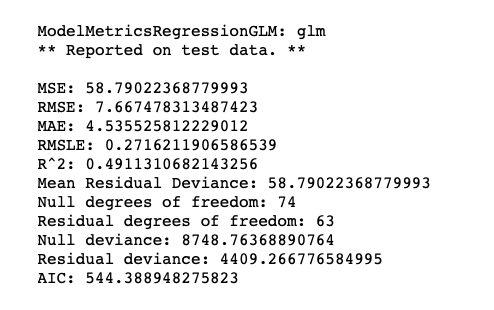 ModelMetricsRegressionGLM: glm
** Reported on test data. **
MSE: 58.79022368779993
RMSE: 7.667478313487423
MAE: 4.535525812229012
RMSLE: 0.2716211906586539
R^2: 0.4911310682143256
Mean Residual Deviance: 58.79022368779993
Null degrees of freedom: 74
Residual degrees of freedom: 63
Null deviance: 8748.76368890764
Residual deviance: 4409.266776584995
AIC: 544.388948275823